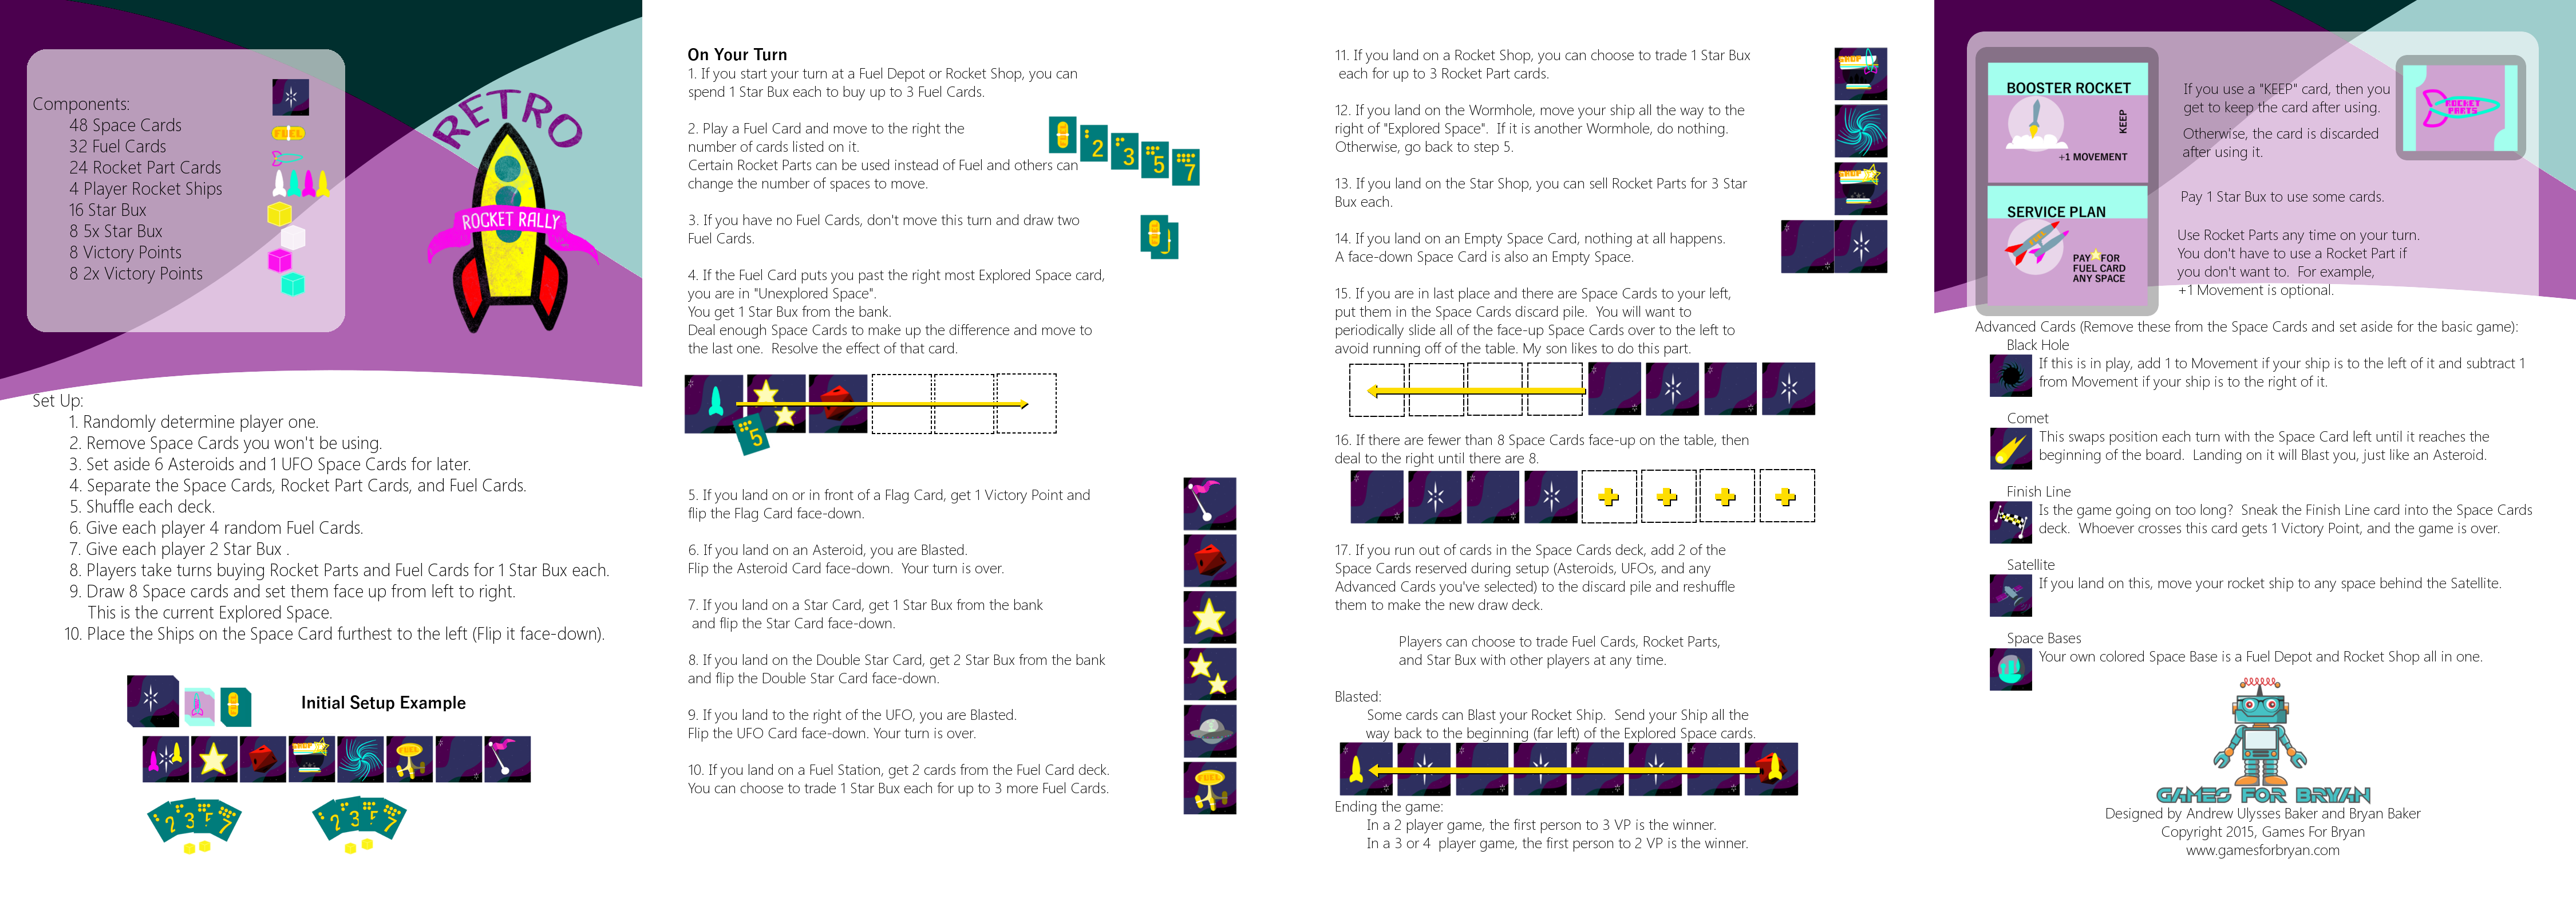 Components:
48 Space Cards
32 Fuel Cards
24 Rocket Part Cards
4 Player Rocket Ships
16 Star Bux
8 5x Star Bux
8 Victory Points
8 2x Victory Points
FUEL
RETRO
ROCKET RALLY
Set Up:
1. Randomly determine player one.
2. Remove Space Cards you won't be using.
3. Set aside 6 Asteroids and 1 UFO Space Cards for later.
4. Separate the Space Cards, Rocket Part Cards, and Fuel Cards.
5. Shuffle each deck.
6. Give each player 4 random Fuel Cards.
7. Give each player 2 Star Bux .
8. Players take turns buying Rocket Parts and Fuel Cards for 1 Star Bux each.
9. Draw 8 Space cards and set them face up from left to right.
This is the current Explored Space.
10. Place the Ships on the Space Card furthest to the left (Flip it face-down).
Initial Setup Example
SHOP
FUEL
2 3 5 7
2 3 5 7
On Your Turn
1. If you start your turn at a Fuel Depot or Rocket Shop, you can
spend 1 Star Bux each to buy up to 3 Fuel Cards.
2. Play a Fuel Card and move to the right the
number of cards listed on it.
Certain Rocket Parts can be used instead of Fuel and others can
change the number of spaces to move.
2 3 5 7
3. If you have no Fuel Cards, don't move this turn and draw two
Fuel Cards.
4. If the Fuel Card puts you past the right most Explored Space card,
you are in "Unexplored Space".
You get 1 Star Bux from the bank.
Deal enough Space Cards to make up the difference and move to
the last one. Resolve the effect of that card.
5
5. If you land on or in front of a Flag Card, get 1 Victory Point and
flip the Flag Card face-down.
6. If you land on an Asteroid, you are Blasted.
Flip the Asteroid Card face-down. Your turn is over.
7. If you land on a Star Card, get 1 Star Bux from the bank
and flip the Star Card face-down.
8. If you land on the Double Star Card, get 2 Star Bux from the bank
and flip the Double Star Card face-down.
9. If you land to the right of the UFO, you are Blasted.
Flip the UFO Card face-down. Your turn is over.
10. If you land on a Fuel Station, get 2 cards from the Fuel Card deck.
You can choose to trade 1 Star Bux each for up to 3 more Fuel Cards.
FUEL
11. If you land on a Rocket Shop, you can choose to trade 1 Star Bux
each for up to 3 Rocket Part cards.
SHOP
12. If you land on the Wormhole, move your ship all the way to the
right of "Explored Space". If it is another Wormhole, do nothing.
Otherwise, go back to step 5.
13. If you land on the Star Shop, you can sell Rocket Parts for 3 Star
Bux each.
SHOP
14. If you land on an Empty Space Card, nothing at all happens.
A face-down Space Card is also an Empty Space.
15. If you are in last place and there are Space Cards to your left,
put them in the Space Cards discard pile. You will want to
periodically slide all of the face-up Space Cards over to the left to
avoid running off of the table. My son likes to do this part.
16. If there are fewer than 8 Space Cards face-up on the table, then
deal to the right until there are 8.
17. If you run out of cards in the Space Cards deck, add 2 of the
Space Cards reserved during setup (Asteroids, UFOs, and any
Advanced Cards you've selected) to the discard pile and reshuffle
them to make the new draw deck.
Players can choose to trade Fuel Cards, Rocket Parts,
and Star Bux with other players at any time.
Blasted:
Some cards can Blast your Rocket Ship. Send your Ship all the
way back to the beginning (far left) of the Explored Space cards.
Ending the game:
In a 2 player game, the first person to 3 VP is the winner.
In a 3 or 4 player game, the first person to 2 VP is the winner.
BOOSTER ROCKET
KEEP
+1 MOVEMENT
SERVICE PLAN
FUEL
PAY FOR
FUEL CARD
ANY SPACE
If you use a "KEEP" card, then you
get to keep the card after using.
Otherwise, the card is discarded
after using it.
ROCKET
PARTS
Pay 1 Star Bux to use some cards.
Use Rocket Parts any time on your turn.
You don't have to use a Rocket Part if
you don't want to. For example,
+1 Movement is optional.
Advanced Cards (Remove these from the Space Cards and set aside for the basic game):
Black Hole
If this is in play, add 1 to Movement if your ship is to the left of it and subtract 1
from Movement if your ship is to the right of it.
Comet
This swaps position each turn with the Space Card left until it reaches the
beginning of the board. Landing on it will Blast you, just like an Asteroid.
Finish Line
Is the game going on too long? Sneak the Finish Line card into the Space Cards
deck. Whoever crosses this card gets 1 Victory Point, and the game is over.
Satellite
If you land on this, move your rocket ship to any space behind the Satellite.
Space Bases
Your own colored Space Base is a Fuel Depot and Rocket Shop all in one.
GAMES FOR BRYAN
Designed by Andrew Ulysses Baker and Bryan Baker
Copyright 2015, Games For Bryan
www.gamesforbryan.com